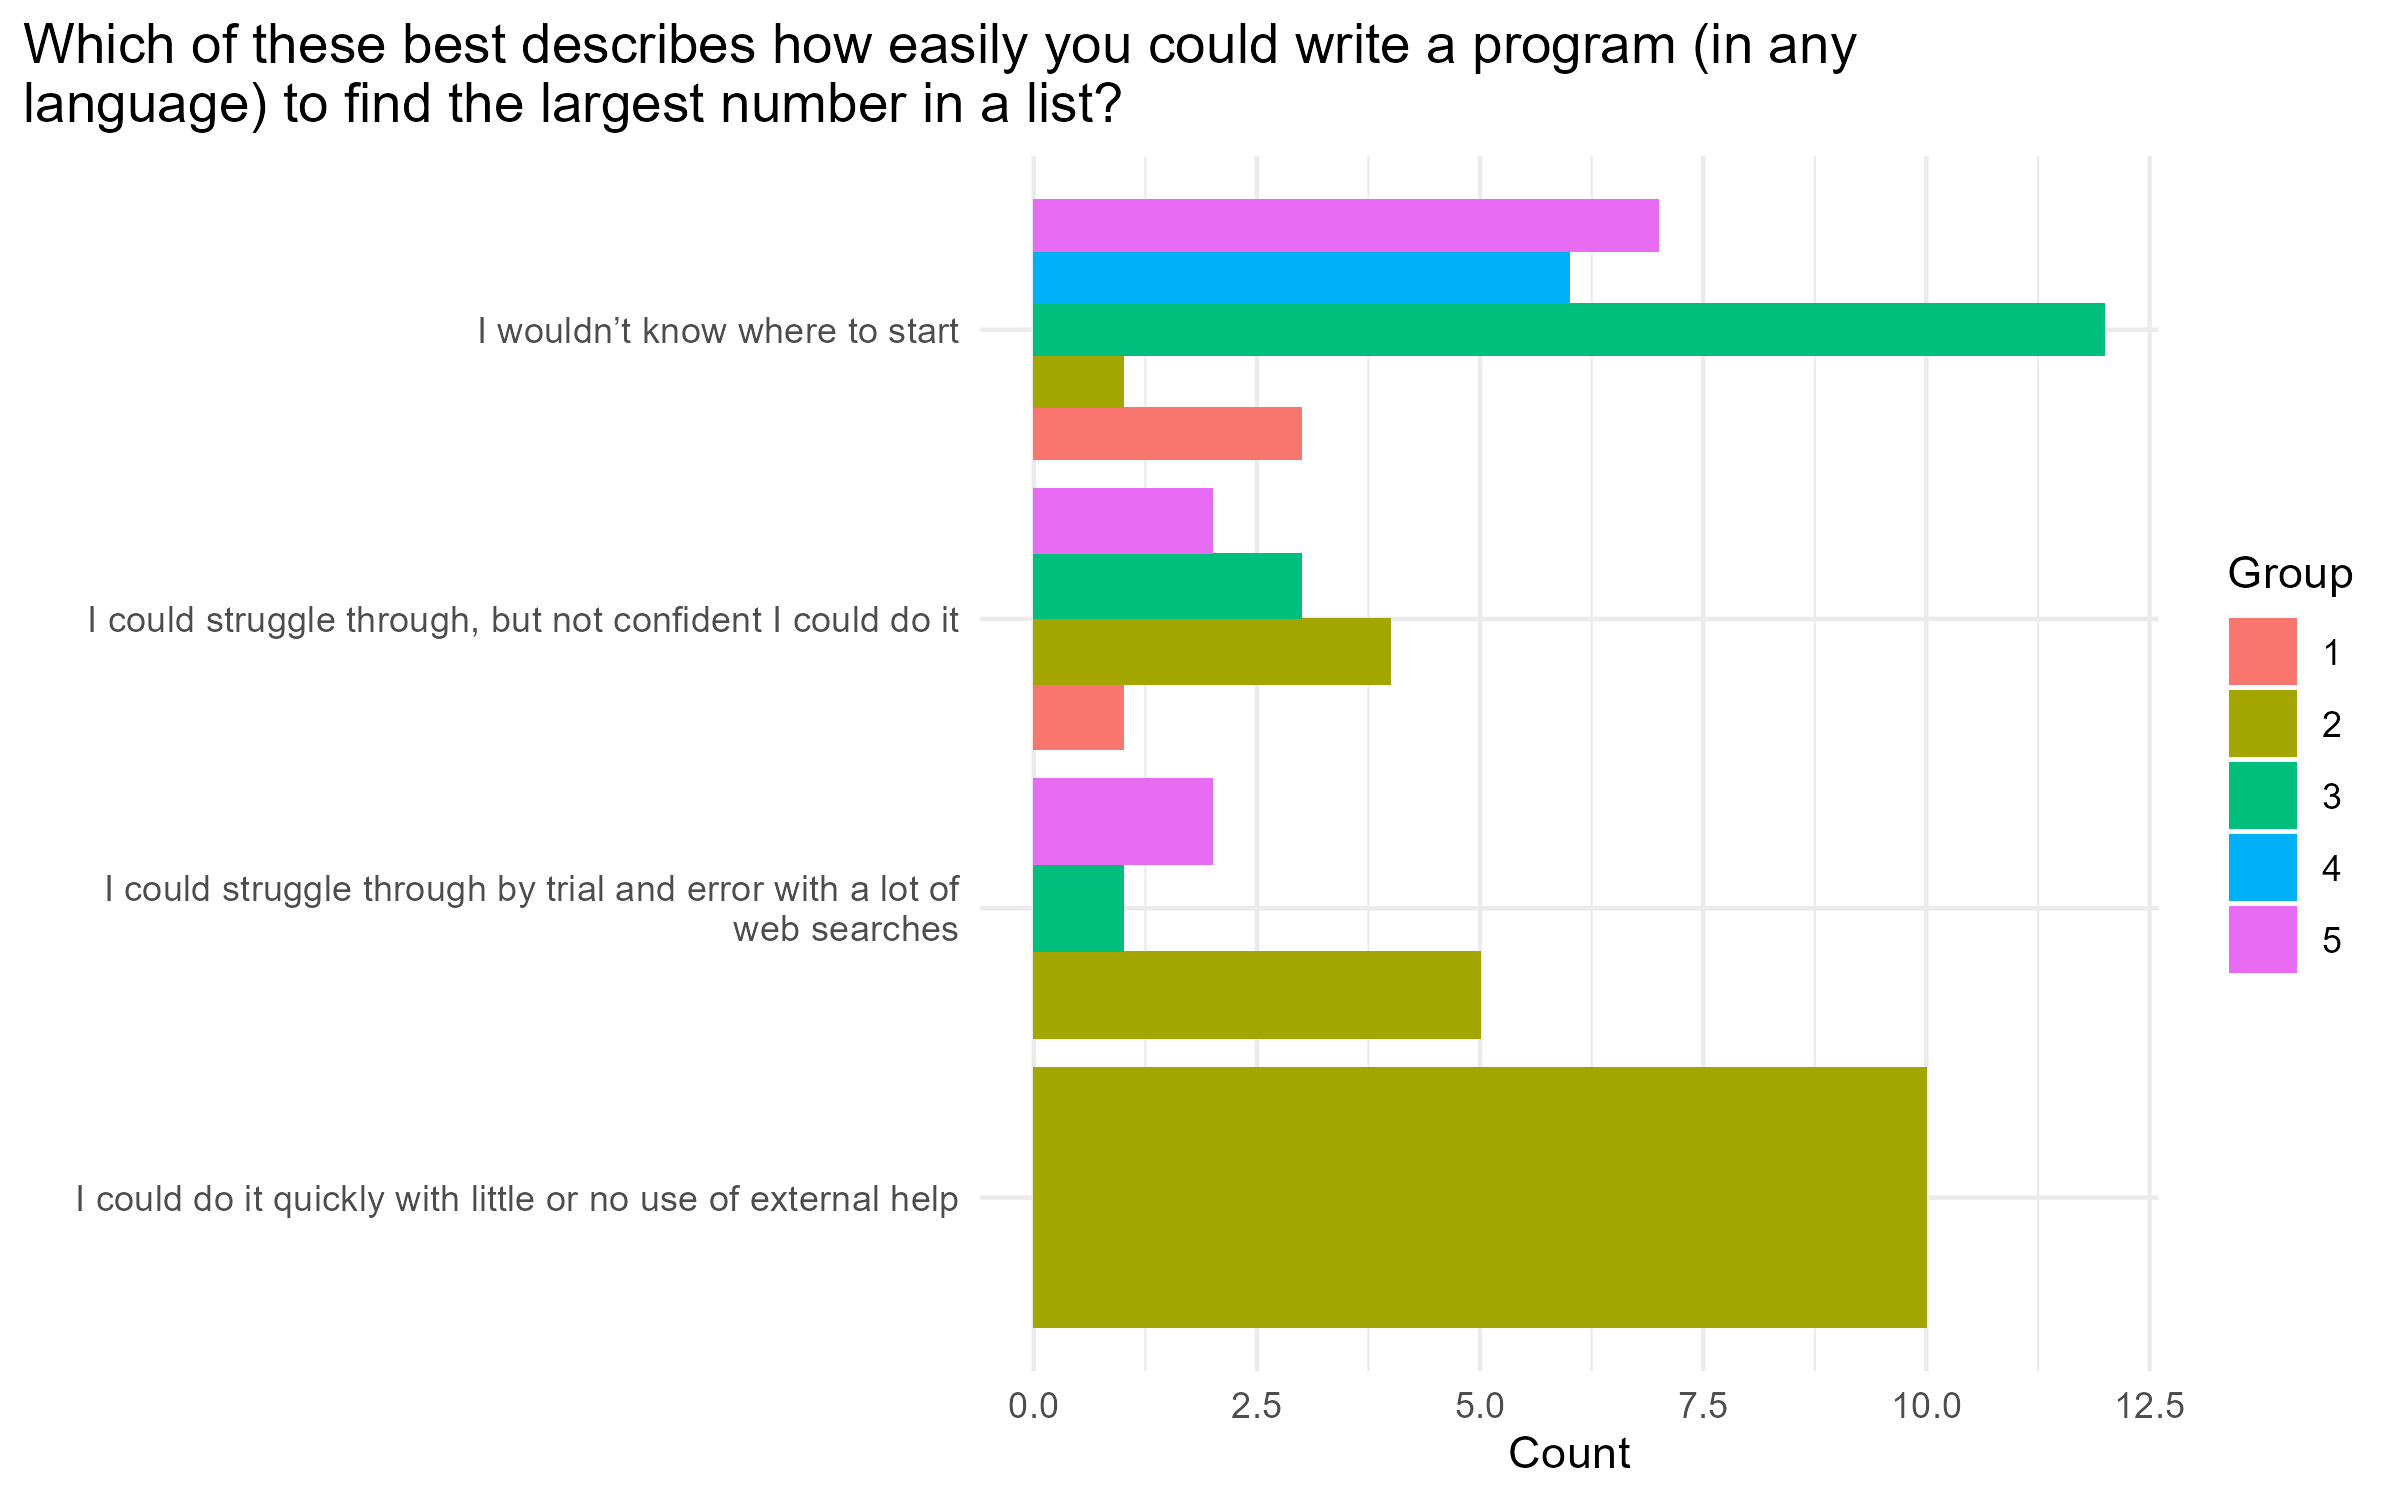 Which of these best describes how easily you could write a program (in any
language) to find the largest number in a list?
I wouldn’t know where to start
I could struggle through, but not confident I could do it
I could struggle through by trial and error with a lot of
web searches
I could do it quickly with little or no use of external help
0.0 2.5 5.0 7.5 10.0 12.5
Count
Group
1
2
3
4
5